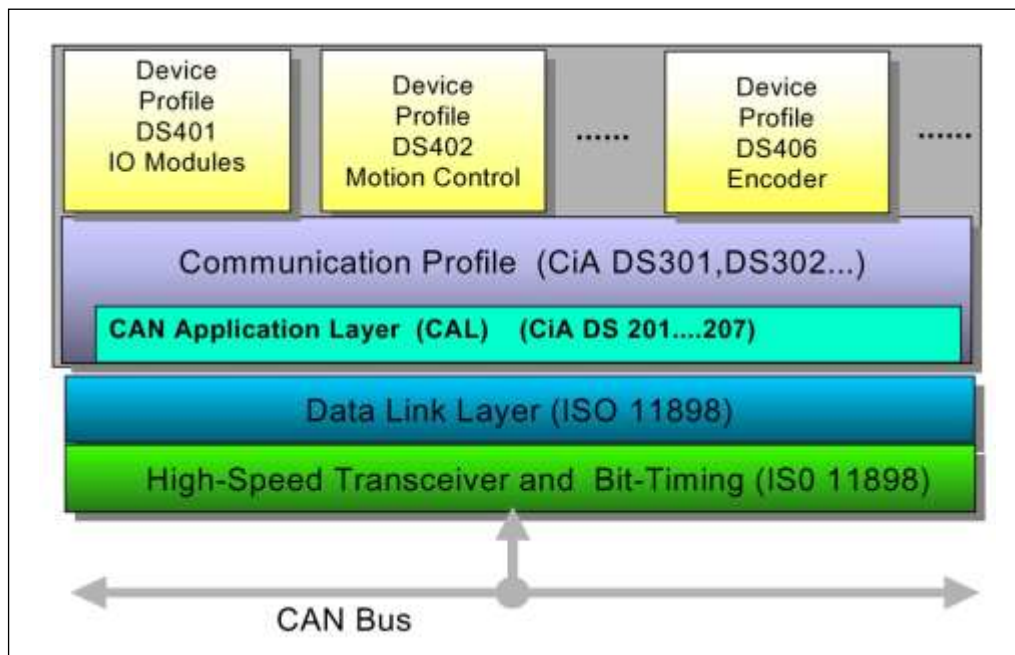 Device
Profile
DS401
IO Modules
Device
Profile
DS402
Motion Control
......
Device
Profile
DS406
Encoder
......
Communication Profile (CiA DS301,DS302...)
CAN Application Layer (CAL) (CiA DS 201....207)
Data Link Layer (ISO 11898)
High-Speed Transceiver and Bit-Timing (IS0 11898)
CAN Bus